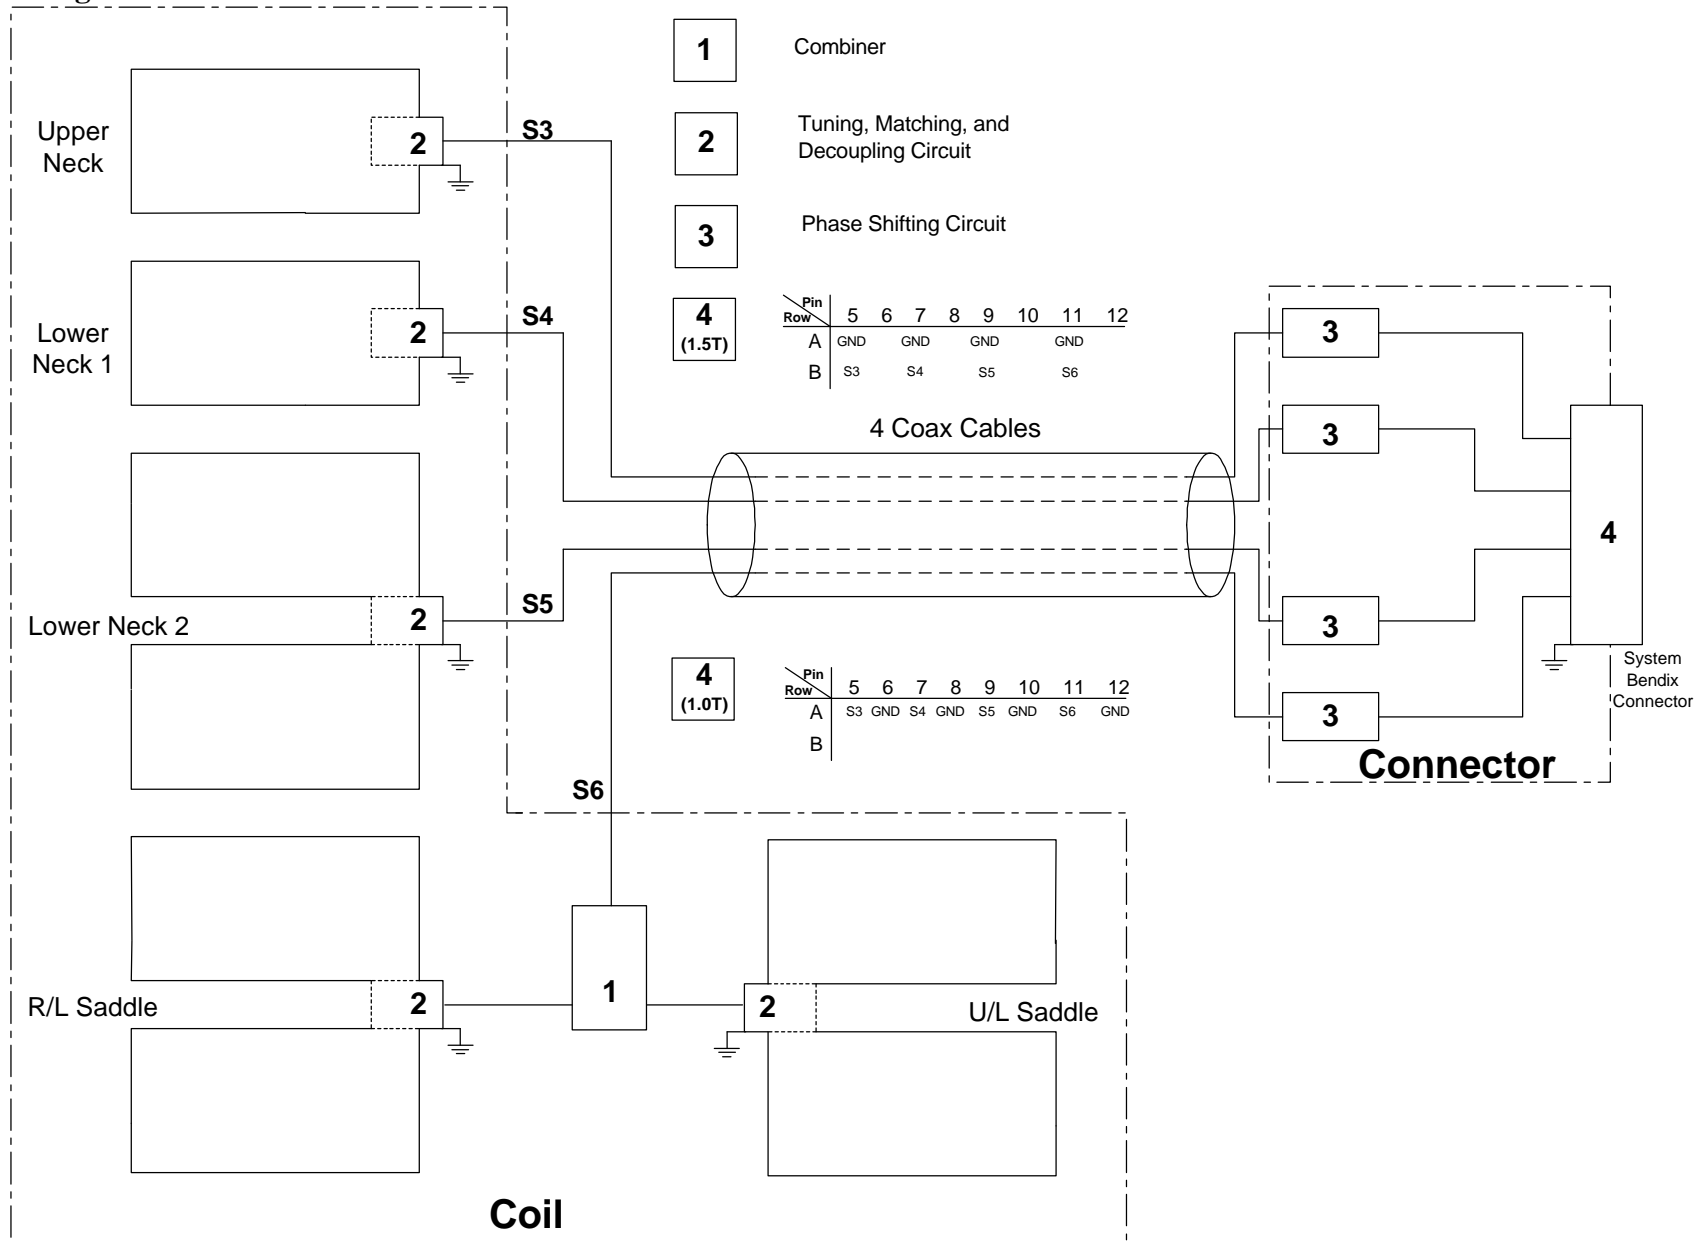 1
Combiner
Upper
Neck
2
S3
2
Tuning, Matching, and
Decoupling Circuit
3
Phase Shifting Circuit
Lower
Neck 1
2
S4
4
(1.5T)
Pin
Row
5 6 7 8 9 10 11 12
A GND GND GND GND
B S3 S4 S5 S6
4 Coax Cables
3
3
4
3
3
System
Bendix
Connector
Connector
Lower Neck 2
2
S5
4
(1.0T)
Pin
Row
5 6 7 8 9 10 11 12
A S3 GND S4 GND S5 GND S6 GND
B
S6
R/L Saddle
2
1
2
U/L Saddle
Coil